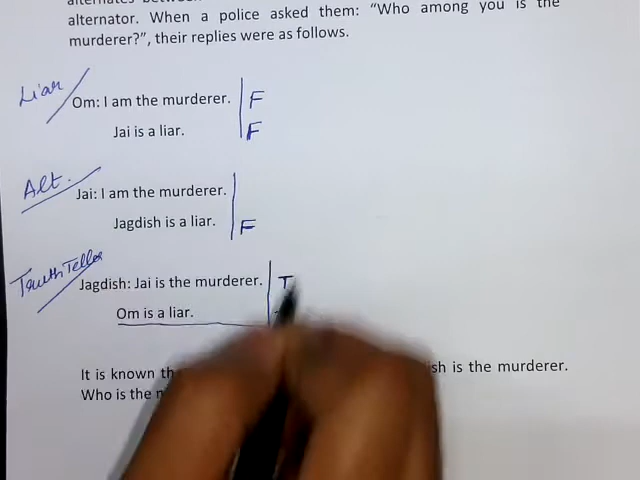 alternates between
alternator. When a police asked them: “Who among you is the
murderer?”, their replies were as follows.
Liar
Om: I am the murderer. F
Jai is a liar. F
Alt.
Jai: I am the murderer.
Jagdish is a liar. F
Truth Teller
Jagdish: Jai is the murderer. T
Om is a liar.
It is known is the murderer.
Who is the